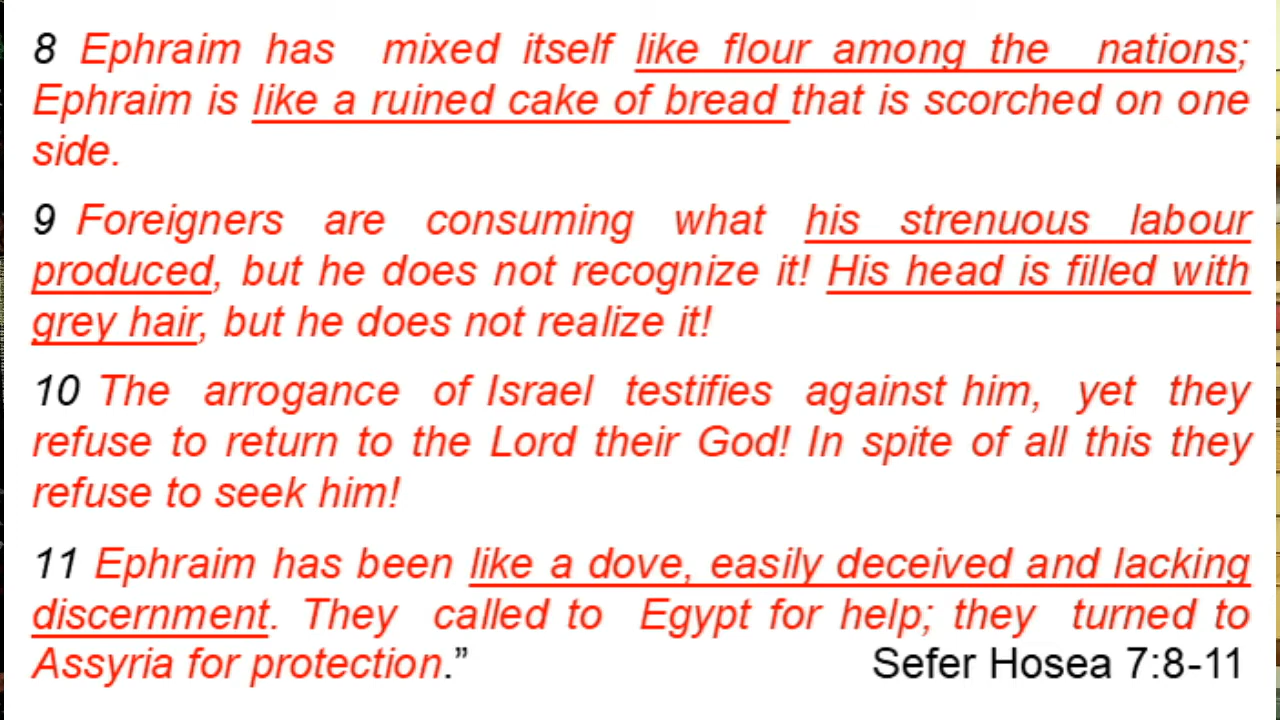 8 Ephraim has mixed itself like flour among the nations;
Ephraim is like a ruined cake of bread that is scorched on one
side.
9 Foreigners are consuming what his strenuous labour
produced, but he does not recognize it! His head is filled with
grey hair, but he does not realize it!
10 The arrogance of Israel testifies against him, yet they
refuse to return to the Lord their God! In spite of all this they
refuse to seek him!
11 Ephraim has been like a dove, easily deceived and lacking
discernment. They called to Egypt for help; they turned to
Assyria for protection.” Sefer Hosea 7:8-11